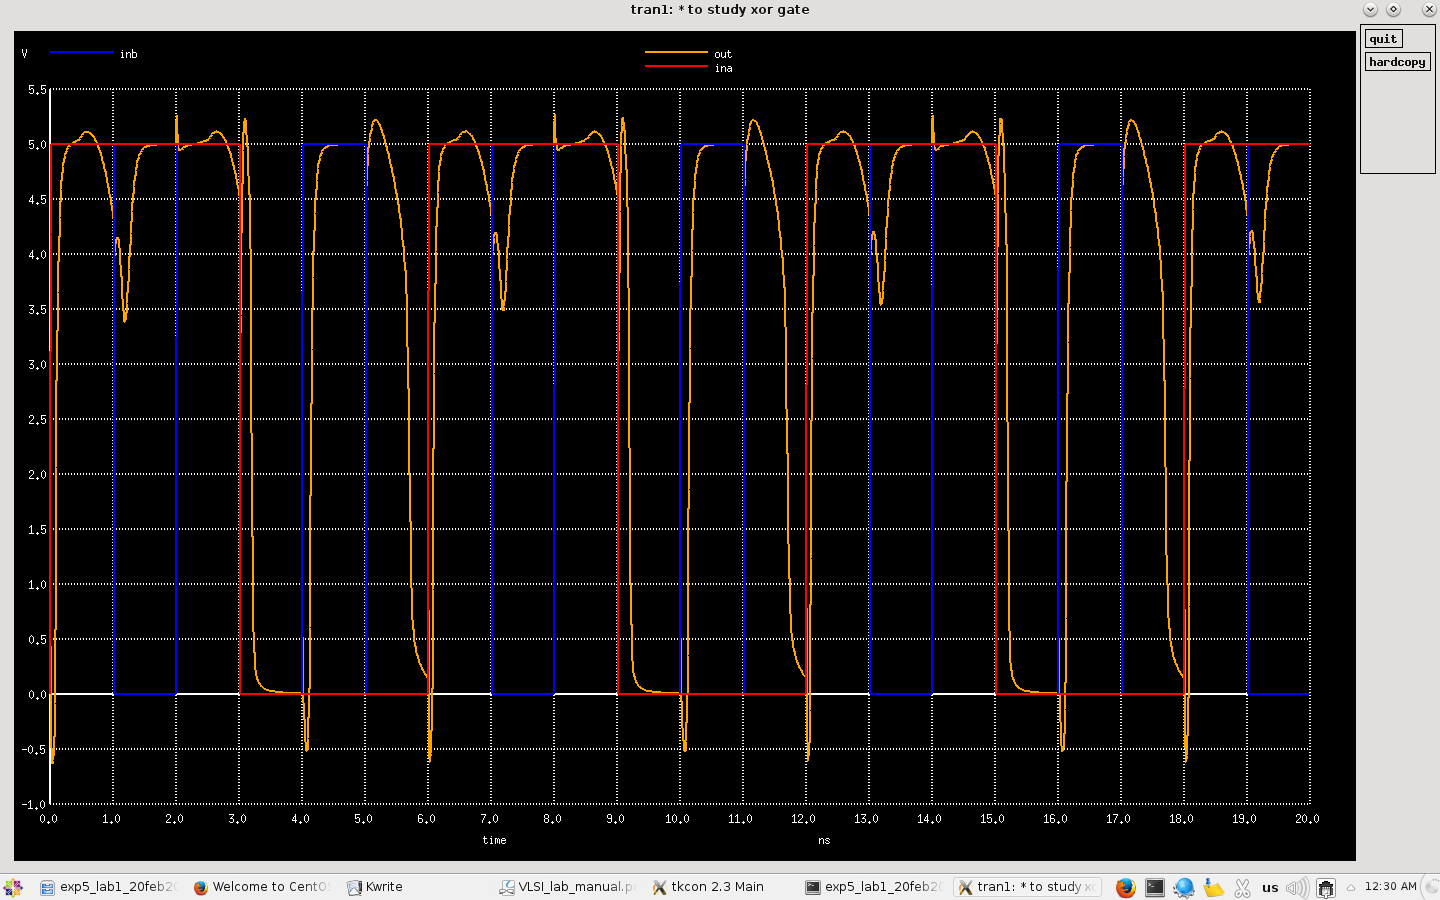 tran1: * to study xor gate
quit
hardcopy
V inb out
ina
5.5
5.0
4.5
4.0
3.5
3.0
2.5
2.0
1.5
1.0
0.5
0.0
-0.5
-1.0
0.0 1.0 2.0 3.0 4.0 5.0 6.0 7.0 8.0 9.0 10.0 11.0 12.0 13.0 14.0 15.0 16.0 17.0 18.0 19.0 20.0
time ns
exp5_lab1_20feb20 Welcome to CentOS Kwrite VLSI_lab_manual.p tkcon 2.3 Main exp5_lab1_20feb20 tran1: * to study x us 12:30 AM